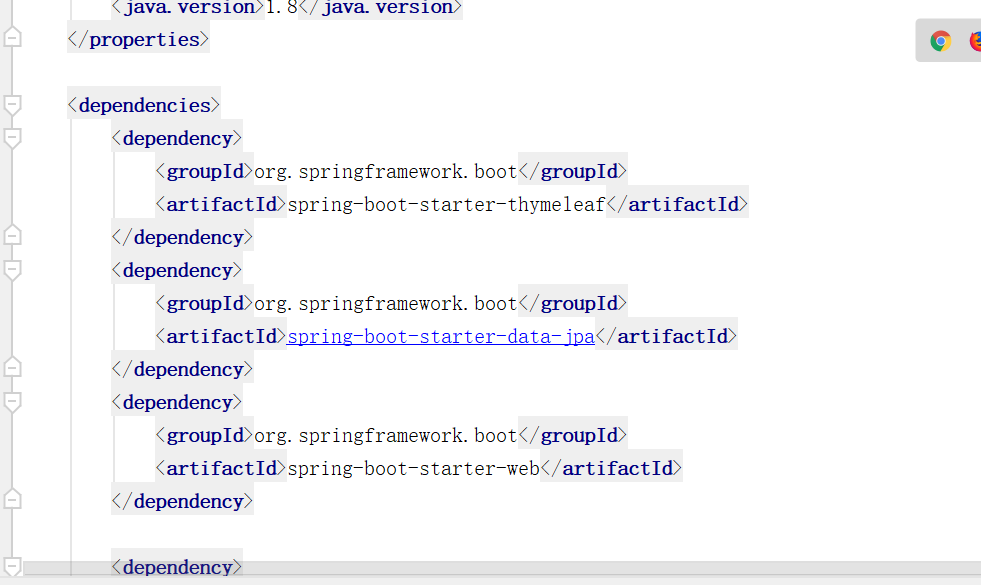 <java.version>1.8</java.version>
</properties>
<dependencies>
<dependency>
<groupId>org.springframework.boot</groupId>
<artifactId>spring-boot-starter-thymeleaf</artifactId>
</dependency>
<dependency>
<groupId>org.springframework.boot</groupId>
<artifactId>spring-boot-starter-data-jpa</artifactId>
</dependency>
<dependency>
<groupId>org.springframework.boot</groupId>
<artifactId>spring-boot-starter-web</artifactId>
</dependency>
<dependency>